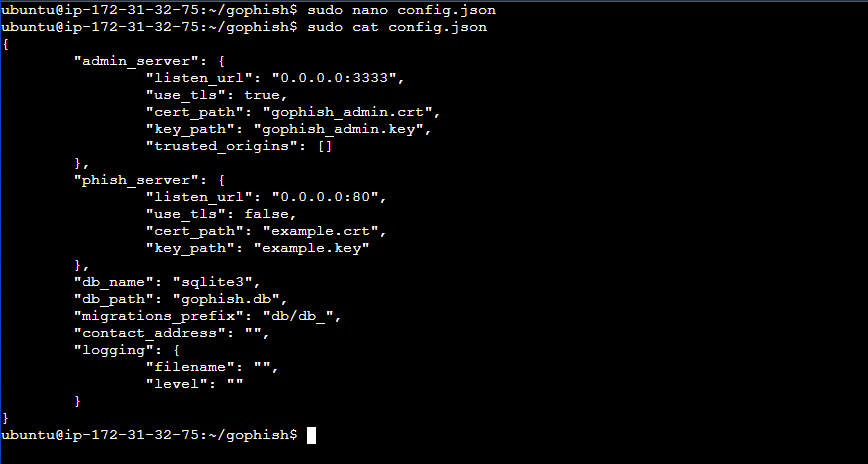 ubuntu@ip-172-31-32-75:~/gophish$ sudo nano config.json
ubuntu@ip-172-31-32-75:~/gophish$ sudo cat config.json
{
        "admin_server": {
                "listen_url": "0.0.0.0:3333",
                "use_tls": true,
                "cert_path": "gophish_admin.crt",
                "key_path": "gophish_admin.key",
                "trusted_origins": []
        },
        "phish_server": {
                "listen_url": "0.0.0.0:80",
                "use_tls": false,
                "cert_path": "example.crt",
                "key_path": "example.key"
        },
        "db_name": "sqlite3",
        "db_path": "gophish.db",
        "migrations_prefix": "db/db_",
        "contact_address": "",
        "logging": {
                "filename": "",
                "level": ""
        }
}
ubuntu@ip-172-31-32-75:~/gophish$